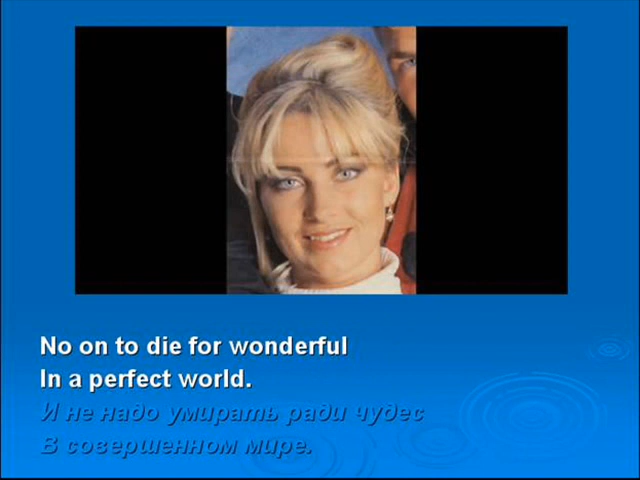 No on to die for wonderful
In a perfect world.
И не надо умирать ради чудес
В совершенном мире.